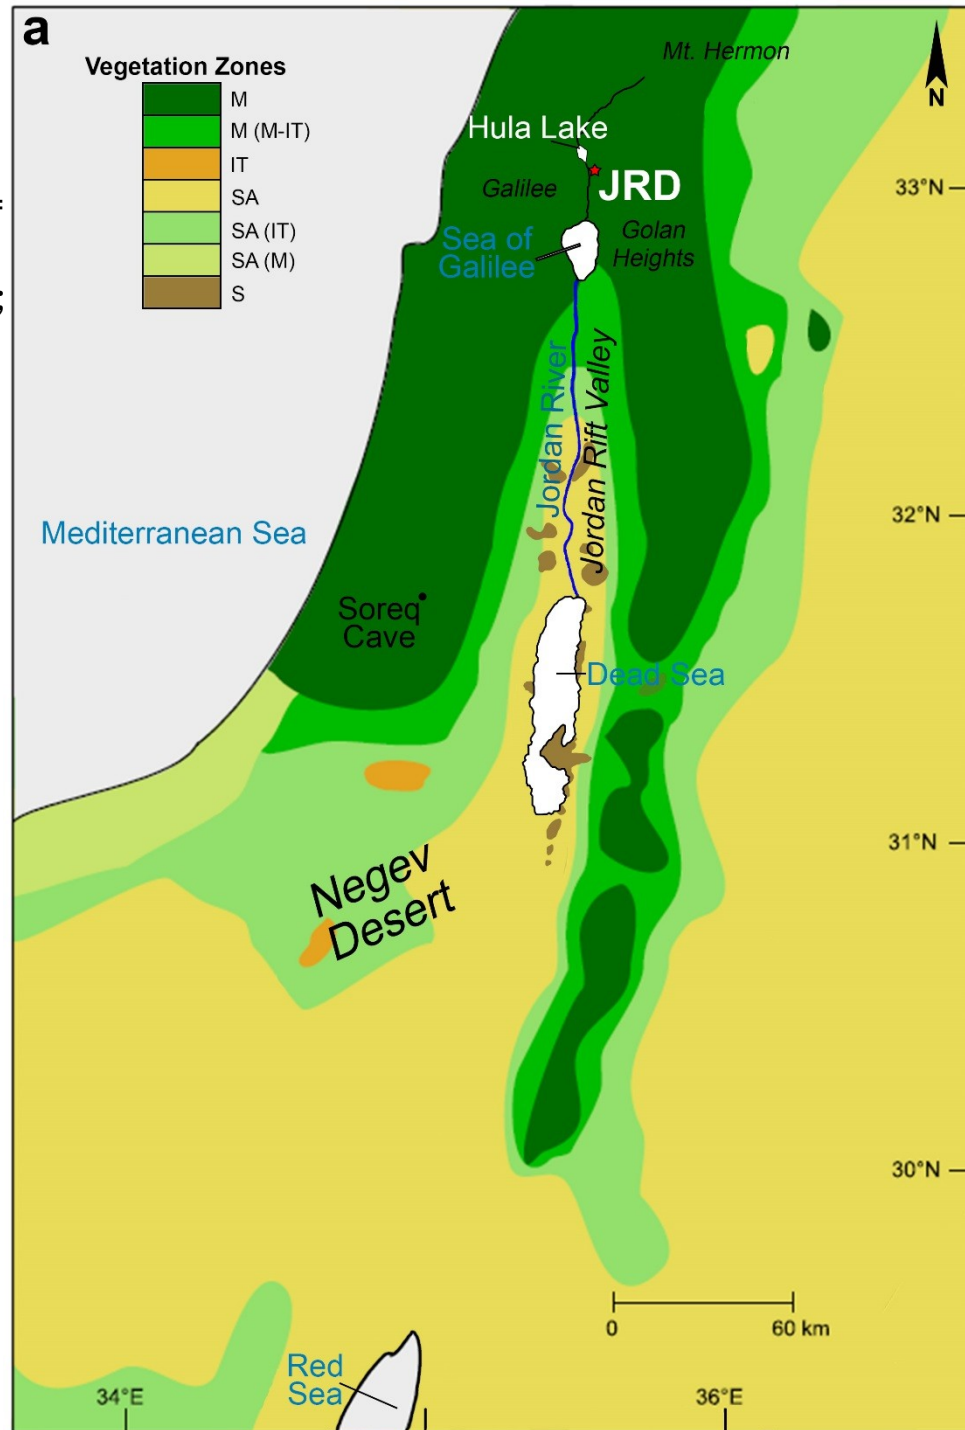 a
Vegetation Zones
M
M (M-IT)
IT
SA
SA (IT)
SA (M)
S
Mt. Hermon
N
Hula Lake
JRD
33°N
Galilee
Sea of
Galilee
Golan
Heights
Jordan River
Jordan Rift Valley
32°N
Mediterranean Sea
Soreq
Cave
Dead Sea
31°N
Negev
Desert
30°N
0
60 km
Red
Sea
34°E
36°E